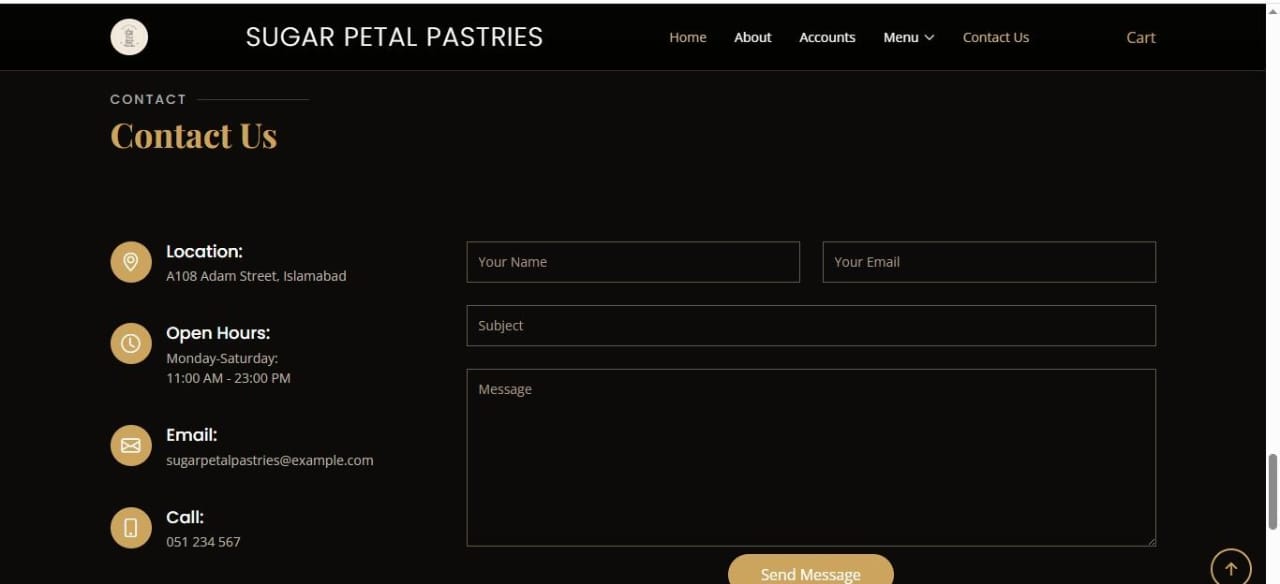 SUGAR PETAL PASTRIES
Home About Accounts Menu Contact Us Cart
CONTACT
Contact Us
Location:
A108 Adam Street, Islamabad
Open Hours:
Monday-Saturday:
11:00 AM - 23:00 PM
Email:
sugarpetalpastries@example.com
Call:
051 234 567
Your Name
Your Email
Subject
Message
Send Message